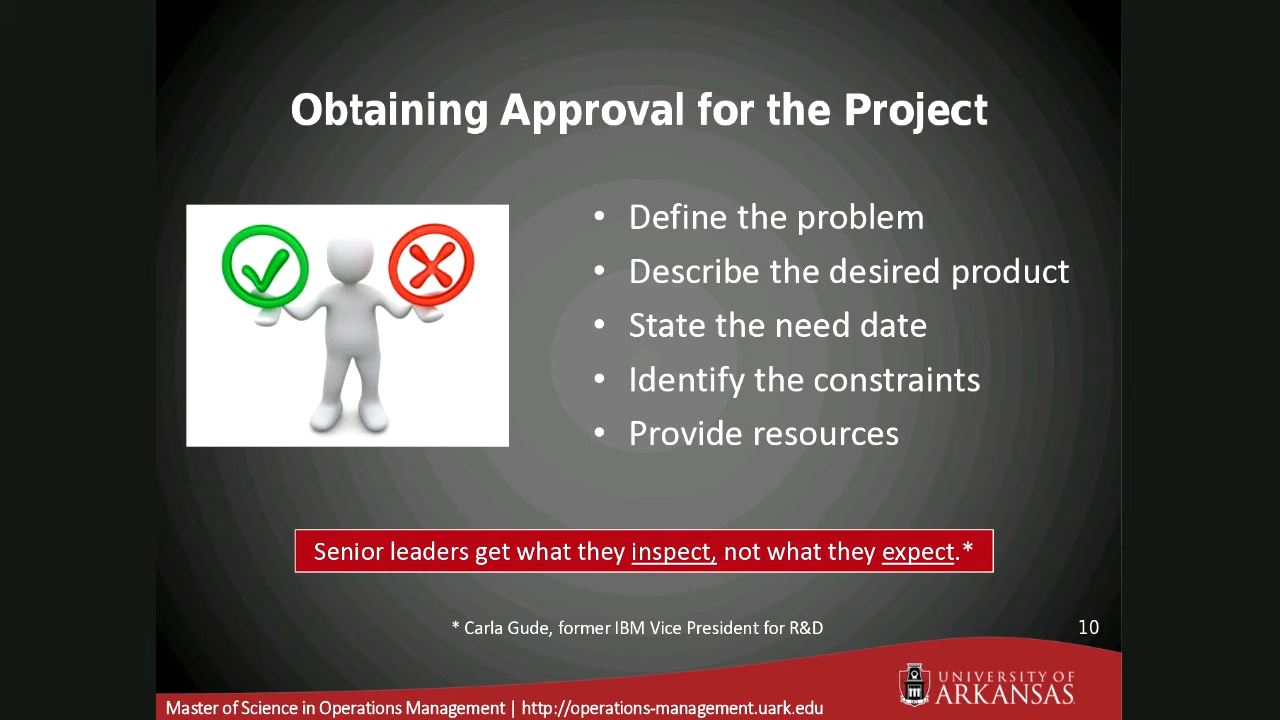 Obtaining Approval for the Project
• Define the problem
• Describe the desired product
• State the need date
• Identify the constraints
• Provide resources
Senior leaders get what they inspect, not what they expect.*
* Carla Gude, former IBM Vice President for R&D
10
UNIVERSITY OF
ARKANSAS
Master of Science in Operations Management | http://operations-management.uark.edu